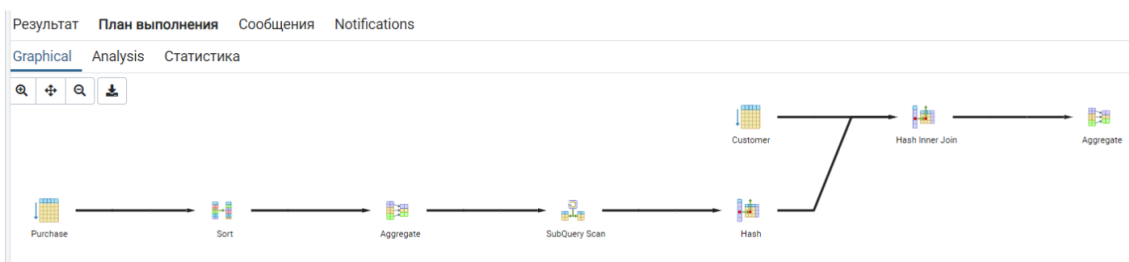 Результат План выполнения Сообщения Notifications
Graphical Analysis Статистика
Customer Hash Inner Join Aggregate
Purchase Sort Aggregate SubQuery Scan Hash